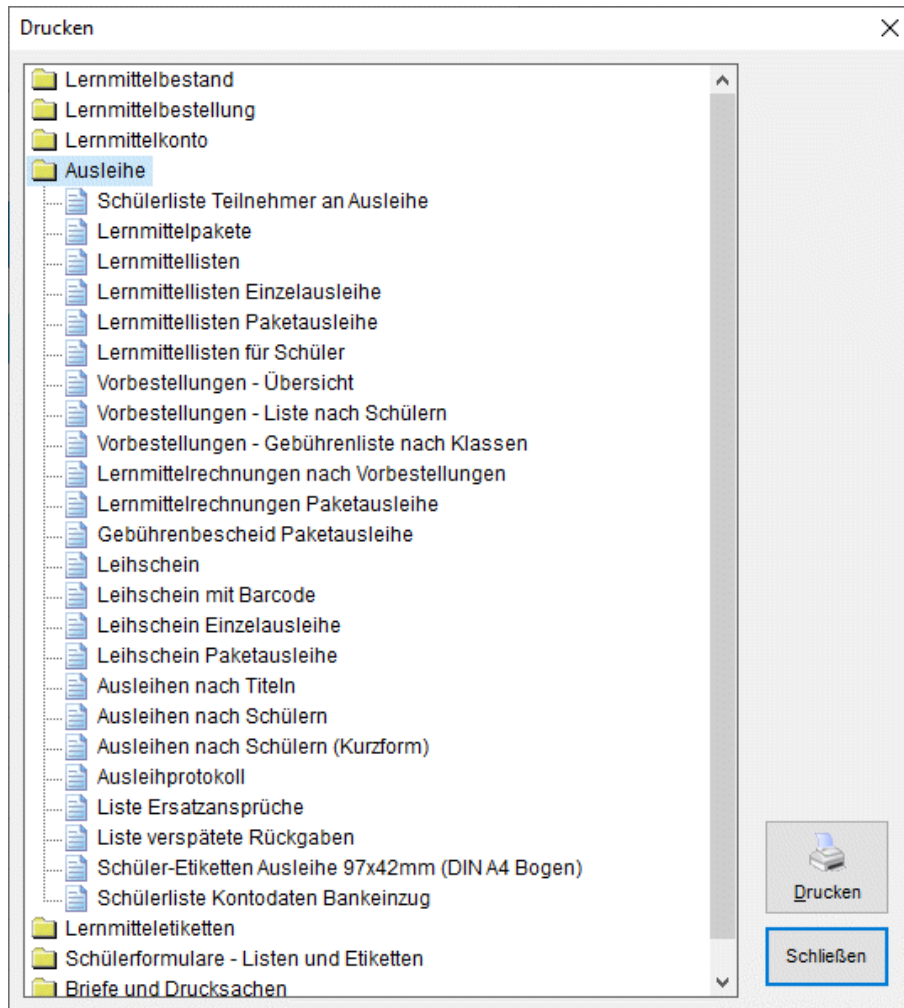 Drucken
Lernmittelbestand
Lernmittelbestellung
Lernmittelkonto
Ausleihe
Schülerliste Teilnehmer an Ausleihe
Lernmittelpakete
Lernmittellisten
Lernmittellisten Einzelausleihe
Lernmittellisten Paketausleihe
Lernmittellisten für Schüler
Vorbestellungen - Übersicht
Vorbestellungen - Liste nach Schülern
Vorbestellungen - Gebührenliste nach Klassen
Lernmittelrechnungen nach Vorbestellungen
Lernmittelrechnungen Paketausleihe
Gebührenbescheid Paketausleihe
Leihschein
Leihschein mit Barcode
Leihschein Einzelausleihe
Leihschein Paketausleihe
Ausleihen nach Titeln
Ausleihen nach Schülern
Ausleihen nach Schülern (Kurzform)
Ausleihprotokoll
Liste Ersatzansprüche
Liste verspätete Rückgaben
Schüler-Etiketten Ausleihe 97x42mm (DIN A4 Bogen)
Schülerliste Kontodaten Bankeinzug
Lernmitteletiketten
Schülerformulare - Listen und Etiketten
Briefe und Drucksachen
Drucken
Schließen